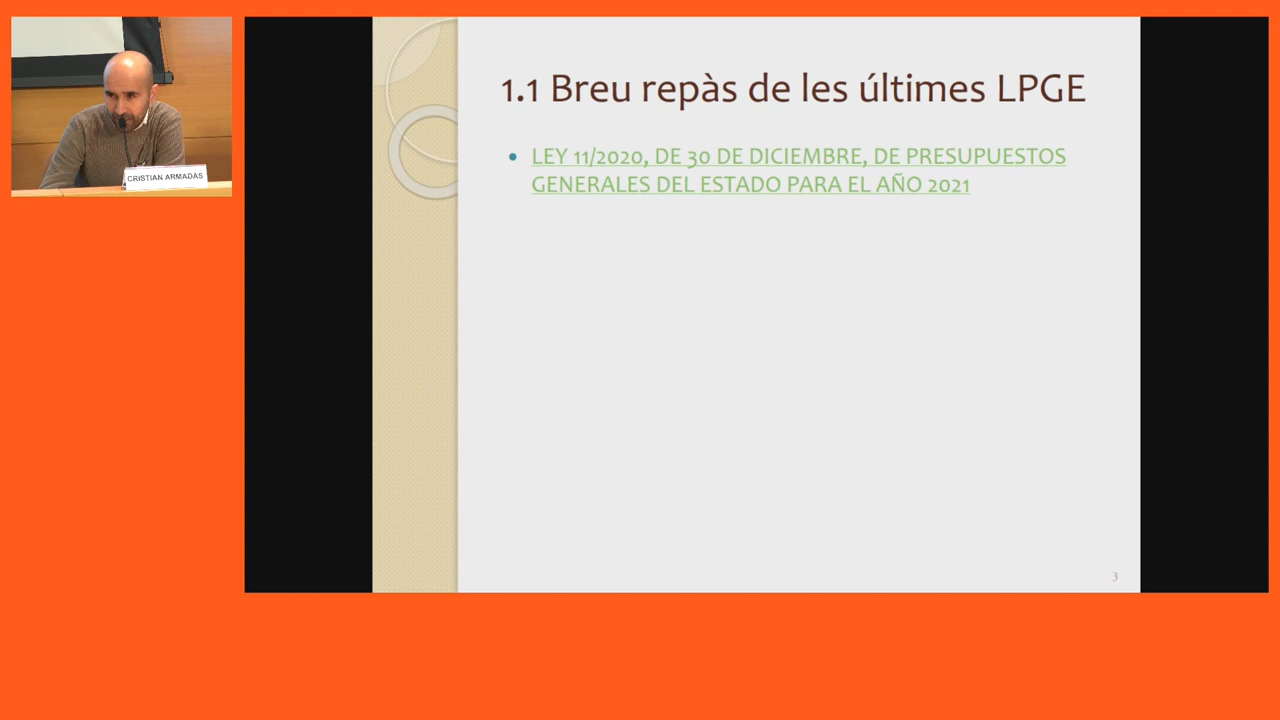 CRISTIAN ARMADAS
1.1 Breu repàs de les últimes LPGE
• LEY 11/2020, DE 30 DE DICIEMBRE, DE PRESUPUESTOS
GENERALES DEL ESTADO PARA EL AÑO 2021
3